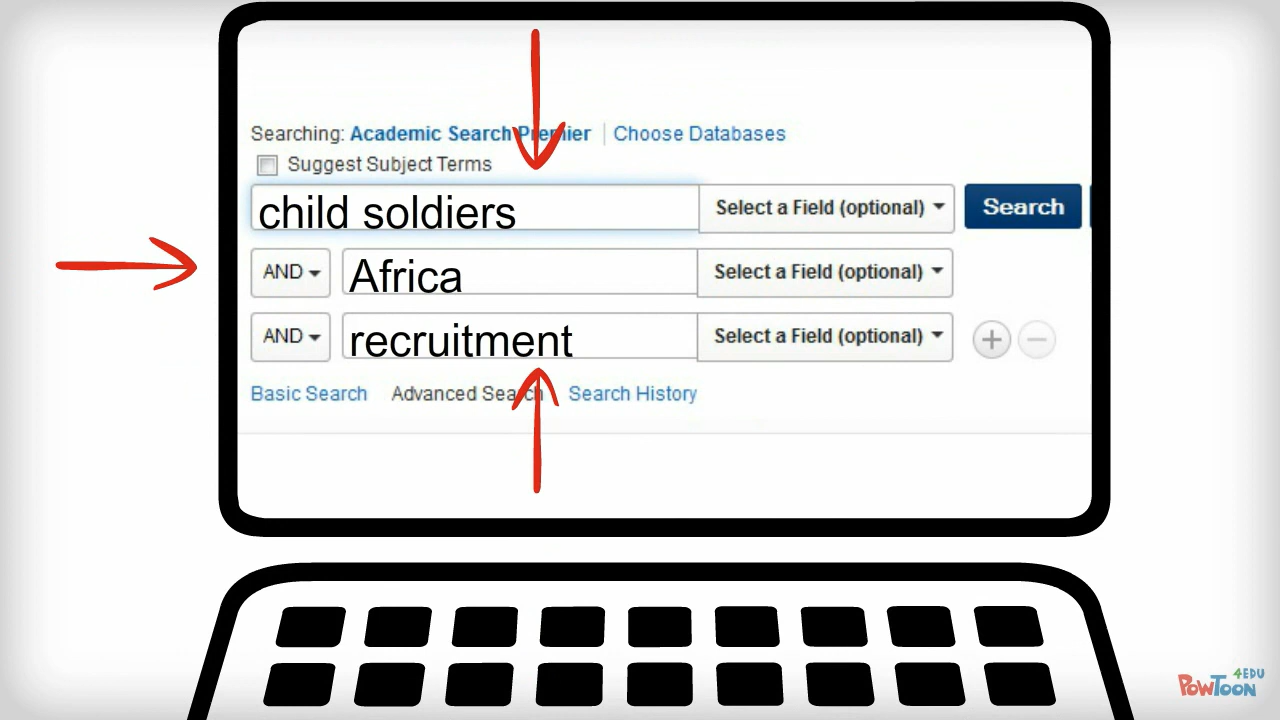 Searching: Academic Search Premier | Choose Databases
Suggest Subject Terms
child soldiers Select a Field (optional) Search
AND Africa Select a Field (optional)
AND recruitment Select a Field (optional)
Basic Search Advanced Search Search History
4EDU
POWTOON